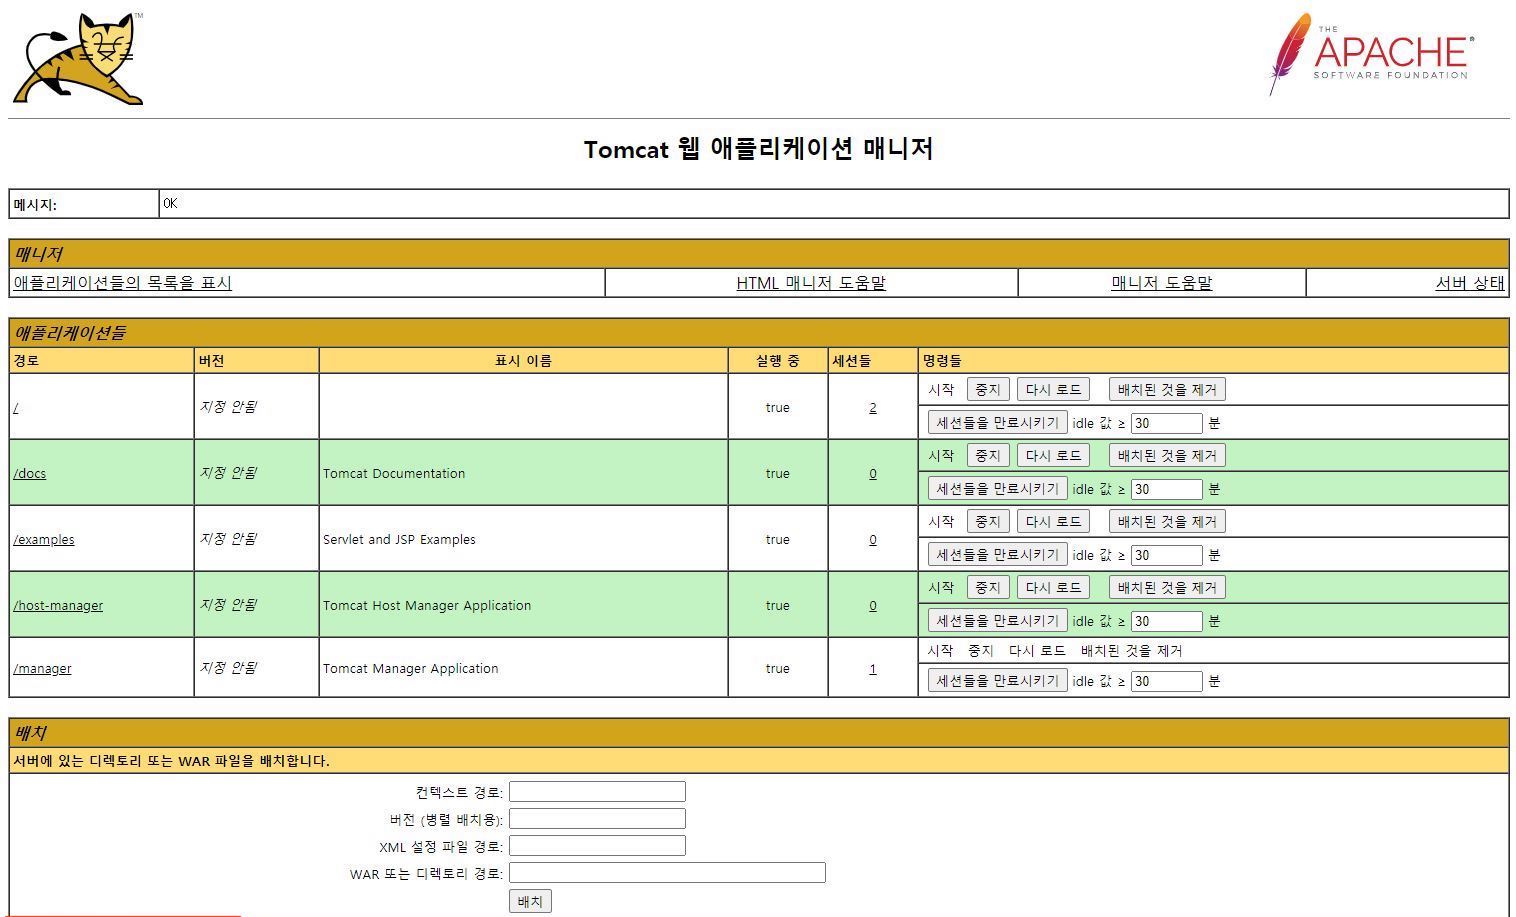 TM
THE
APACHE®
SOFTWARE FOUNDATION
Tomcat 웹 애플리케이션 매니저
메시지: OK
매니저
애플리케이션들의 목록을 표시 HTML 매니저 도움말 매니저 도움말 서버 상태
애플리케이션들
경로 버전 표시 이름 실행 중 세션들 명령들
시작 중지 다시 로드 배치된 것을 제거
/ 지정 안됨 true 2
세션들을 만료시키기 idle 값 ≥ 30 분
시작 중지 다시 로드 배치된 것을 제거
/docs 지정 안됨 Tomcat Documentation true 0
세션들을 만료시키기 idle 값 ≥ 30 분
시작 중지 다시 로드 배치된 것을 제거
/examples 지정 안됨 Servlet and JSP Examples true 0
세션들을 만료시키기 idle 값 ≥ 30 분
시작 중지 다시 로드 배치된 것을 제거
/host-manager 지정 안됨 Tomcat Host Manager Application true 0
세션들을 만료시키기 idle 값 ≥ 30 분
시작 중지 다시 로드 배치된 것을 제거
/manager 지정 안됨 Tomcat Manager Application true 1
세션들을 만료시키기 idle 값 ≥ 30 분
배치
서버에 있는 디렉토리 또는 WAR 파일을 배치합니다.
컨텍스트 경로:
버전 (병렬 배치용):
XML 설정 파일 경로:
WAR 또는 디렉토리 경로:
배치